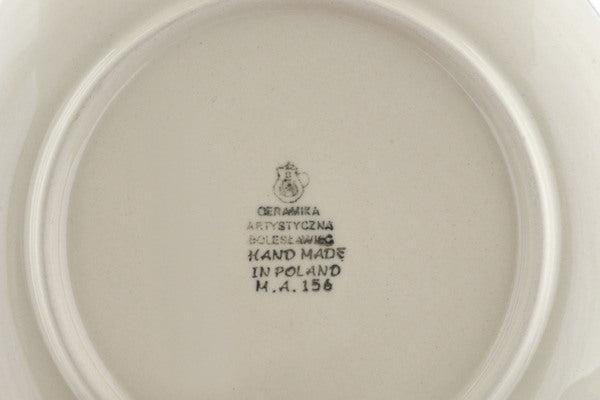 CERAMIKA
ARTYSTYCZNA
BOLESŁAWIEC
HAND MADE
IN POLAND
M.A. 156